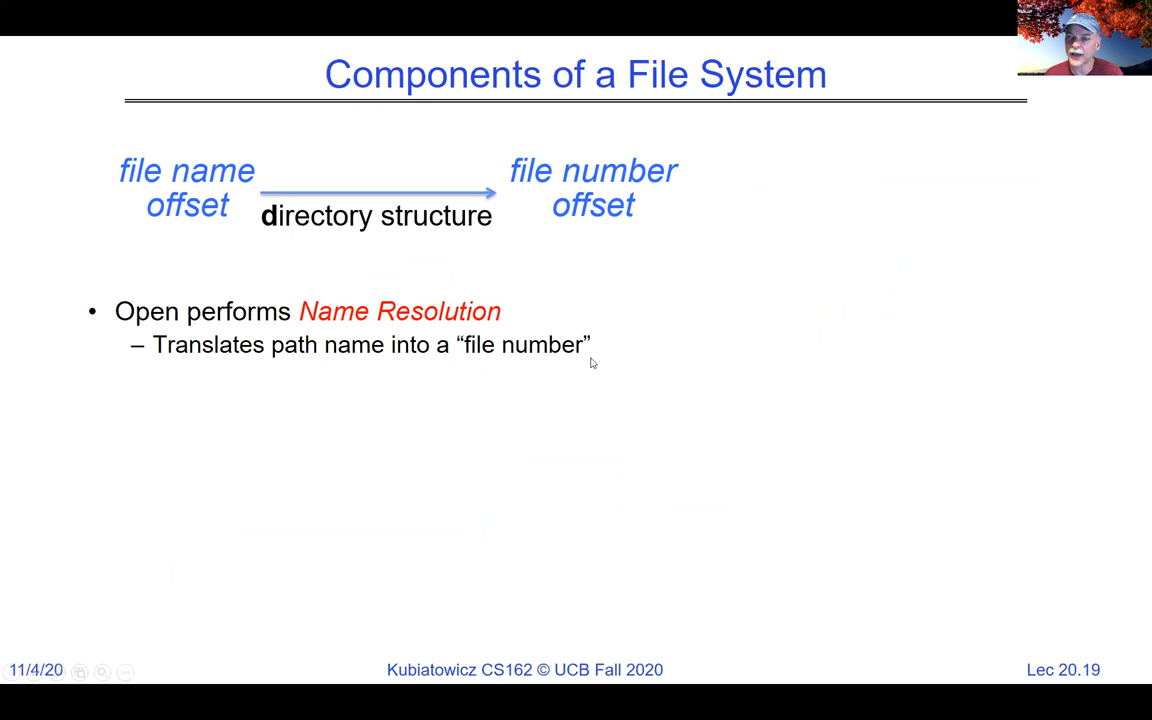 Components of a File System
file name
offset
directory structure
file number
offset
• Open performs Name Resolution
– Translates path name into a “file number”
11/4/20
Kubiatowicz CS162 © UCB Fall 2020
Lec 20.19